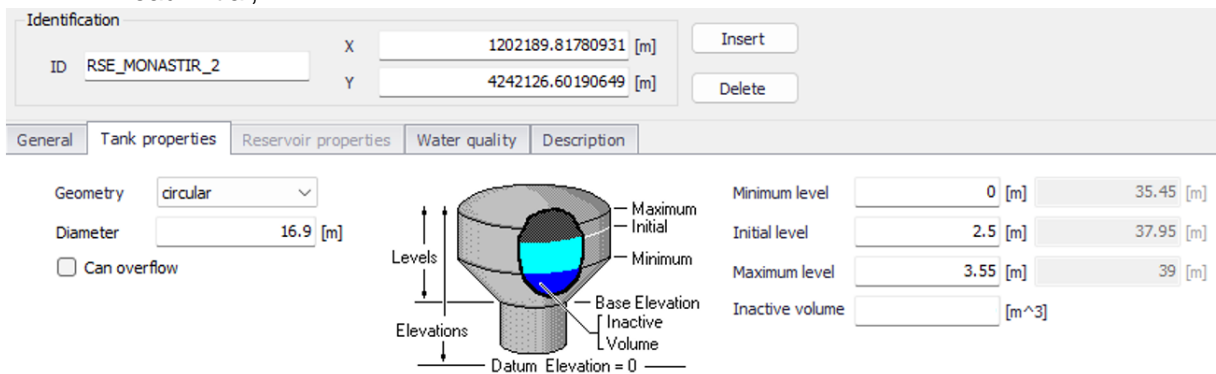 Identification
ID RSE_MONASTIR_2
X 1202189.81780931 [m]
Y 4242126.60190649 [m]
Insert
Delete
General Tank properties Reservoir properties Water quality Description
Geometry circular
Diameter 16.9 [m]
Can overflow
Maximum
Initial
Levels
Minimum
Base Elevation
Inactive
Elevations
Volume
Datum Elevation = 0
Minimum level 0 [m] 35.45 [m]
Initial level 2.5 [m] 37.95 [m]
Maximum level 3.55 [m] 39 [m]
Inactive volume [m^3]